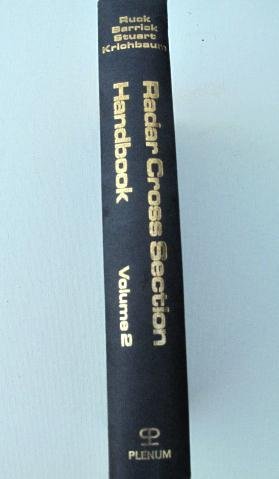 Ruck
Barrick
Stuart
Krichbaum
Radar Cross Section
Handbook
Volume 2
PLENUM